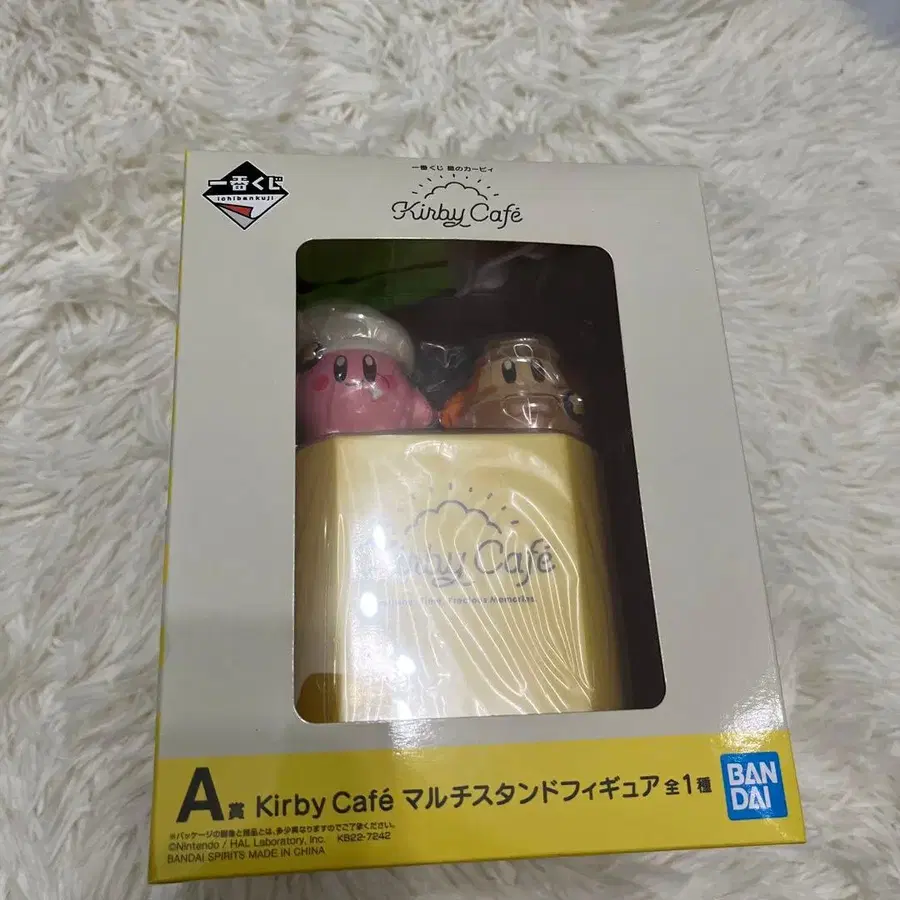 一番くじ
ichibankuji
一番くじ 星のカービィ
Kirby Café
Kirby Café
Precious Memories.
A賞 Kirby Café マルチスタンドフィギュア 全1種
※パッケージの画像と商品とは、多少異なりますのでご了承ください。
©Nintendo / HAL Laboratory, Inc. KB22-7242
BANDAI SPIRITS MADE IN CHINA
BAN
DAI